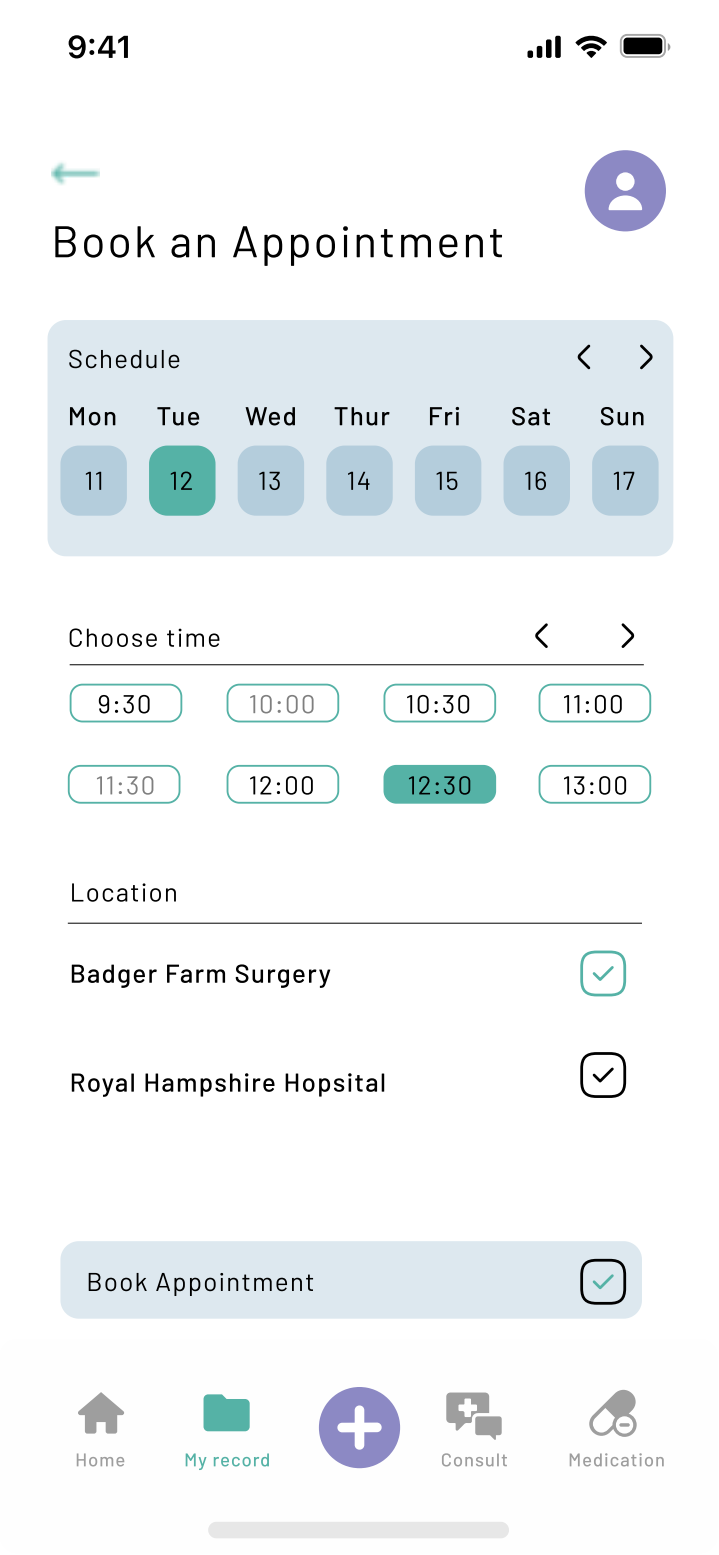 9:41
Book an Appointment
Schedule
Mon Tue Wed Thur Fri Sat Sun
11 12 13 14 15 16 17
Choose time
9:30 10:00 10:30 11:00
11:30 12:00 12:30 13:00
Location
Badger Farm Surgery
Royal Hampshire Hopsital
Book Appointment
Home My record Consult Medication